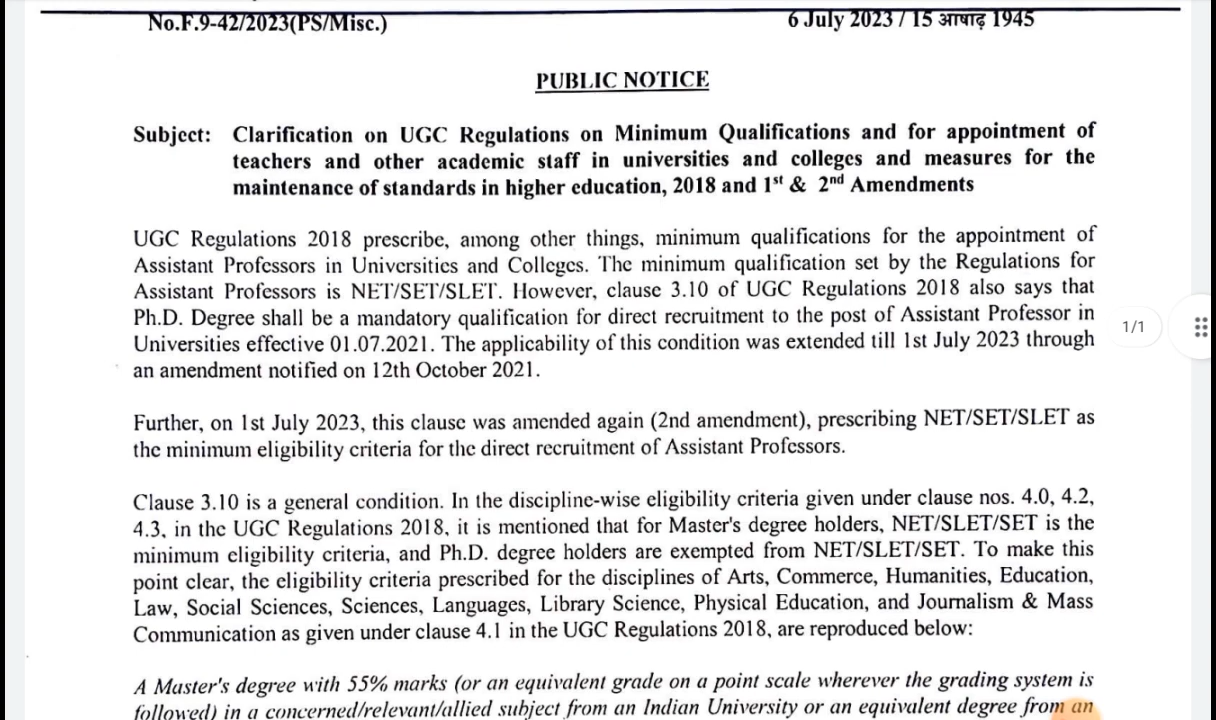 No.F.9-42/2023(PS/Misc.)
6 July 2023 / 15 आषाढ़ 1945
PUBLIC NOTICE
Subject: Clarification on UGC Regulations on Minimum Qualifications and for appointment of
teachers and other academic staff in universities and colleges and measures for the
maintenance of standards in higher education, 2018 and 1st & 2nd Amendments
UGC Regulations 2018 prescribe, among other things, minimum qualifications for the appointment of
Assistant Professors in Universities and Colleges. The minimum qualification set by the Regulations for
Assistant Professors is NET/SET/SLET. However, clause 3.10 of UGC Regulations 2018 also says that
Ph.D. Degree shall be a mandatory qualification for direct recruitment to the post of Assistant Professor in
Universities effective 01.07.2021. The applicability of this condition was extended till 1st July 2023 through
an amendment notified on 12th October 2021.
1/1
Further, on 1st July 2023, this clause was amended again (2nd amendment), prescribing NET/SET/SLET as
the minimum eligibility criteria for the direct recruitment of Assistant Professors.
Clause 3.10 is a general condition. In the discipline-wise eligibility criteria given under clause nos. 4.0, 4.2,
4.3, in the UGC Regulations 2018, it is mentioned that for Master's degree holders, NET/SLET/SET is the
minimum eligibility criteria, and Ph.D. degree holders are exempted from NET/SLET/SET. To make this
point clear, the eligibility criteria prescribed for the disciplines of Arts, Commerce, Humanities, Education,
Law, Social Sciences, Sciences, Languages, Library Science, Physical Education, and Journalism & Mass
Communication as given under clause 4.1 in the UGC Regulations 2018, are reproduced below:
A Master's degree with 55% marks (or an equivalent grade on a point scale wherever the grading system is
followed) in a concerned/relevant/allied subject from an Indian University or an equivalent degree from an